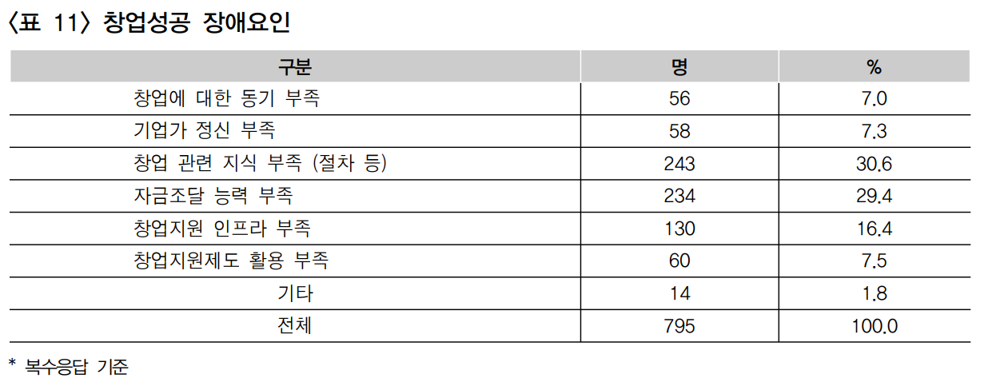 〈표 11〉 창업성공 장애요인
구분 명 %
창업에 대한 동기 부족 56 7.0
기업가 정신 부족 58 7.3
창업 관련 지식 부족 (절차 등) 243 30.6
자금조달 능력 부족 234 29.4
창업지원 인프라 부족 130 16.4
창업지원제도 활용 부족 60 7.5
기타 14 1.8
전체 795 100.0
* 복수응답 기준